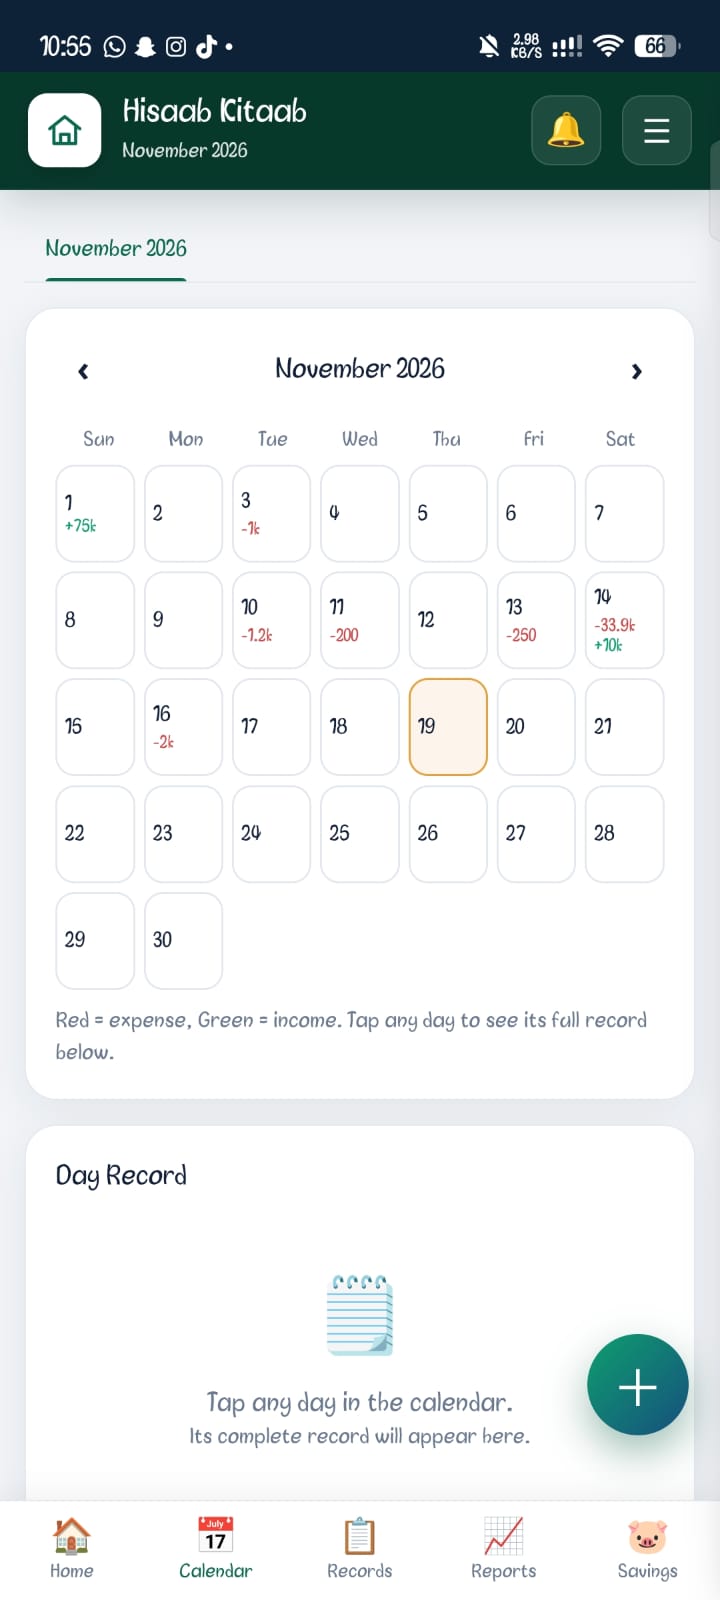 10:56
2.98
KB/S
66
Hisaab Kitaab
November 2026
November 2026
‹ November 2026 ›
Sun Mon Tue Wed Thu Fri Sat
1 2 3 4 5 6 7
+75k -1k
8 9 10 11 12 13 14
-1.2k -200 -250 -33.9k
+10k
15 16 17 18 19 20 21
-2k
22 23 24 25 26 27 28
29 30
Red = expense, Green = income. Tap any day to see its full record
below.
Day Record
Tap any day in the calendar.
Its complete record will appear here.
July
17
Home Calendar Records Reports Savings